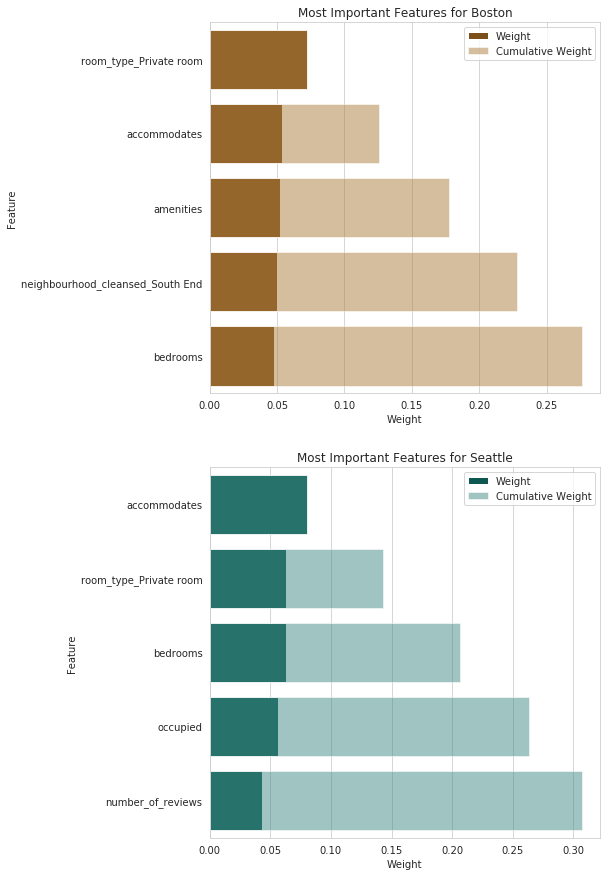 Most Important Features for Boston
Weight
Cumulative Weight
room_type_Private room
accommodates
amenities
neighbourhood_cleansed_South End
bedrooms
Feature
0.00 0.05 0.10 0.15 0.20 0.25
Weight
Most Important Features for Seattle
Weight
Cumulative Weight
accommodates
room_type_Private room
bedrooms
occupied
number_of_reviews
Feature
0.00 0.05 0.10 0.15 0.20 0.25 0.30
Weight